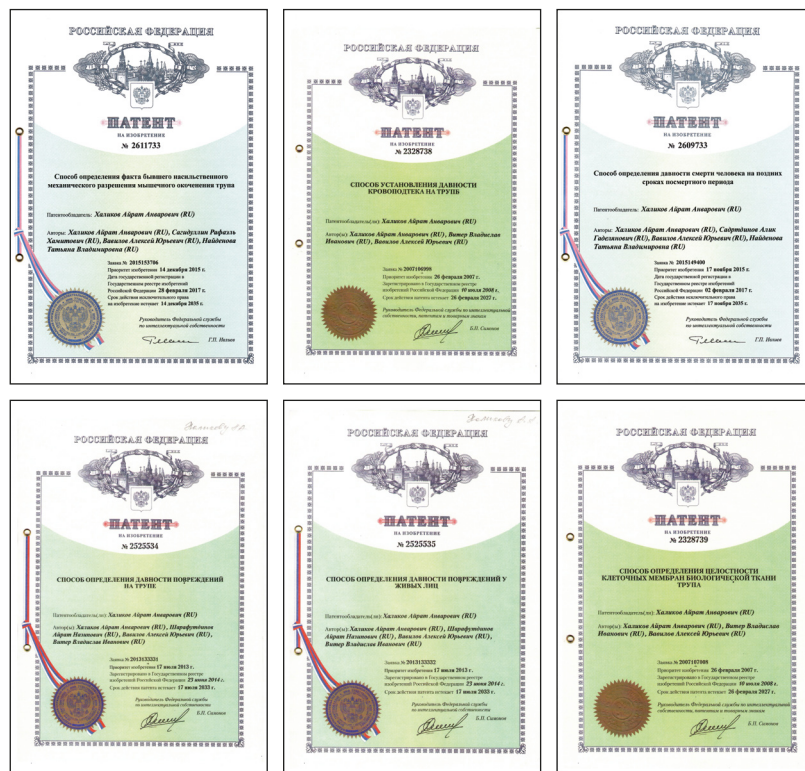 РОССИЙСКАЯ ФЕДЕРАЦИЯ
ПАТЕНТ
НА ИЗОБРЕТЕНИЕ
№ 2611733
Способ определения факта бывшего насильственного
механического разрешения мышечного окоченения трупа
Патентообладатель: Халиков Айрат Анварович (RU)
Авторы: Халиков Айрат Анварович (RU), Сагидуллин Рафаэль
Хамитович (RU), Вавилов Алексей Юрьевич (RU), Найденова
Татьяна Владимировна (RU)
Заявка № 2015153706
Приоритет изобретения 14 декабря 2015 г.
Дата государственной регистрации в
Государственном реестре изобретений
Российской Федерации 28 февраля 2017 г.
Срок действия исключительного права
на изобретение истекает 14 декабря 2035 г.
Руководитель Федеральной службы
по интеллектуальной собственности
Г.П. Ивлиев
РОССИЙСКАЯ ФЕДЕРАЦИЯ
ПАТЕНТ
НА ИЗОБРЕТЕНИЕ
№ 2328738
СПОСОБ УСТАНОВЛЕНИЯ ДАВНОСТИ
КРОВОПОДТЕКА НА ТРУПЕ
Патентообладатель(ли): Халиков Айрат Анварович (RU)
Автор(ы): Халиков Айрат Анварович (RU), Витер Владислав
Иванович (RU), Вавилов Алексей Юрьевич (RU)
Заявка №
Приоритет изобретения 26 февраля 2007 г.
Зарегистрировано в Государственном реестре
изобретений Российской Федерации 10 июля 2008 г.
Срок действия патента истекает 26 февраля 2027 г.
Руководитель Федеральной службы по интеллектуальной
собственности, патентам и товарным знакам
Б.П. Симонов
РОССИЙСКАЯ ФЕДЕРАЦИЯ
ПАТЕНТ
НА ИЗОБРЕТЕНИЕ
№ 2609733
Способ определения давности смерти человека на поздних
сроках посмертного периода
Патентообладатель: Халиков Айрат Анварович (RU)
Авторы: Халиков Айрат Анварович (RU), Садртдинов Алик
Гаделянович (RU), Вавилов Алексей Юрьевич (RU), Найденова
Татьяна Владимировна (RU)
Заявка № 2015149400
Приоритет изобретения 17 ноября 2015 г.
Дата государственной регистрации в
Государственном реестре изобретений
Российской Федерации 02 февраля 2017 г.
Срок действия исключительного права
на изобретение истекает 17 ноября 2035 г.
Руководитель Федеральной службы
по интеллектуальной собственности
Г.П. Ивлиев
РОССИЙСКАЯ ФЕДЕРАЦИЯ
ПАТЕНТ
НА ИЗОБРЕТЕНИЕ
№ 2525534
СПОСОБ ОПРЕДЕЛЕНИЯ ДАВНОСТИ ПОВРЕЖДЕНИЙ
НА ТРУПЕ
Патентообладатель(ли): Халиков Айрат Анварович (RU)
Автор(ы): Халиков Айрат Анварович (RU), Шарафутдинов
Айрат Назипович (RU), Вавилов Алексей Юрьевич (RU),
Витер Владислав Иванович (RU)
Заявка № 2013133331
Приоритет изобретения 17 июля 2013 г.
Зарегистрировано в Государственном реестре
изобретений Российской Федерации 23 июня 2014 г.
Срок действия патента истекает 17 июля 2033 г.
Руководитель Федеральной службы
по интеллектуальной собственности
Б.П. Симонов
РОССИЙСКАЯ ФЕДЕРАЦИЯ
ПАТЕНТ
НА ИЗОБРЕТЕНИЕ
№ 2525535
СПОСОБ ОПРЕДЕЛЕНИЯ ДАВНОСТИ ПОВРЕЖДЕНИЙ У
ЖИВЫХ ЛИЦ
Патентообладатель(ли): Халиков Айрат Анварович (RU)
Автор(ы): Халиков Айрат Анварович (RU), Шарафутдинов
Айрат Назипович (RU), Вавилов Алексей Юрьевич (RU),
Витер Владислав Иванович (RU)
Заявка № 2013133332
Приоритет изобретения 17 июля 2013 г.
Зарегистрировано в Государственном реестре
изобретений Российской Федерации 23 июня 2014 г.
Срок действия патента истекает 17 июля 2033 г.
Руководитель Федеральной службы
по интеллектуальной собственности
Б.П. Симонов
РОССИЙСКАЯ ФЕДЕРАЦИЯ
ПАТЕНТ
НА ИЗОБРЕТЕНИЕ
№ 2328739
СПОСОБ ОПРЕДЕЛЕНИЯ ЦЕЛОСТНОСТИ
КЛЕТОЧНЫХ МЕМБРАН БИОЛОГИЧЕСКОЙ ТКАНИ
ТРУПА
Патентообладатель(ли): Халиков Айрат Анварович (RU)
Автор(ы): Халиков Айрат Анварович (RU), Витер Владислав
Иванович (RU), Вавилов Алексей Юрьевич (RU)
Заявка №
Приоритет изобретения 26 февраля 2007 г.
Зарегистрировано в Государственном реестре
изобретений Российской Федерации 10 июля 2008 г.
Срок действия патента истекает 26 февраля 2027 г.
Руководитель Федеральной службы по интеллектуальной
собственности, патентам и товарным знакам
Б.П. Симонов